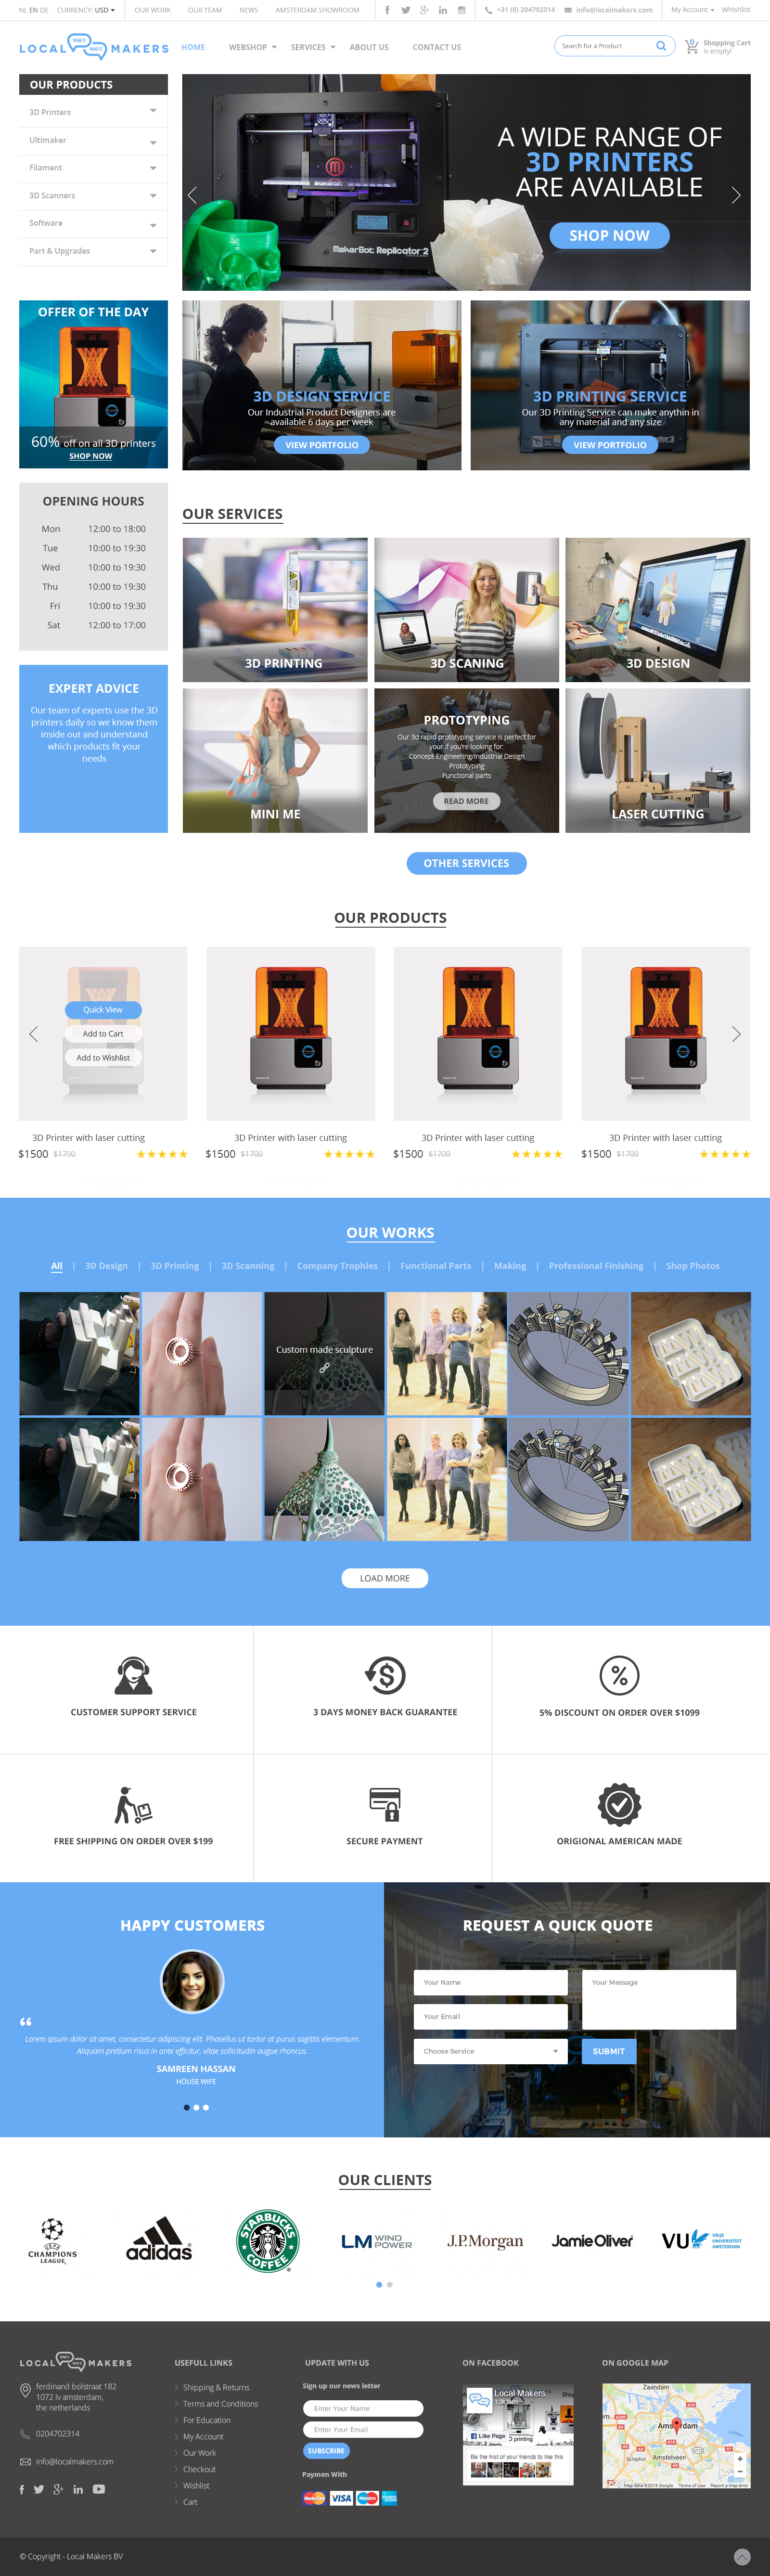 NL EN DE CURRENCY: USD OUR WORK OUR TEAM NEWS AMSTERDAM SHOWROOM +31 (0) 204702314 info@localmakers.com My Account Whishlist
LOCAL MAKERS HOME WEBSHOP SERVICES ABOUT US CONTACT US Search for a Product 0 Shopping Cart
is empty!
OUR PRODUCTS
3D Printers
Ultimaker
Filament
3D Scanners
Software
Part & Upgrades
A WIDE RANGE OF
3D PRINTERS
ARE AVAILABLE
SHOP NOW
MakerBot Replicator 2
OFFER OF THE DAY
60% off on all 3D printers
SHOP NOW
3D DESIGN SERVICE
Our Industrial Product Designers are
available 6 days per week
VIEW PORTFOLIO
3D PRINTING SERVICE
Our 3D Printing Service can make anythin in
any material and any size
VIEW PORTFOLIO
OPENING HOURS
Mon 12:00 to 18:00
Tue 10:00 to 19:30
Wed 10:00 to 19:30
Thu 10:00 to 19:30
Fri 10:00 to 19:30
Sat 12:00 to 17:00
EXPERT ADVICE
Our team of experts use the 3D
printers daily so we know them
inside out and understand
which products fit your
needs
OUR SERVICES
3D PRINTING
3D SCANING
3D DESIGN
MINI ME
PROTOTYPING
Our 3d rapid prototyping service is perfect for
your if you're looking for:
Concept Engineering/Industrial Design
Prototyping
Functional parts
READ MORE
LASER CUTTING
OTHER SERVICES
OUR PRODUCTS
Quick View
Add to Cart
Add to Wishlist
3D Printer with laser cutting 3D Printer with laser cutting 3D Printer with laser cutting 3D Printer with laser cutting
$1500 $1700 $1500 $1700 $1500 $1700 $1500 $1700
OUR WORKS
All | 3D Design | 3D Printing | 3D Scanning | Company Trophies | Functional Parts | Making | Professional Finishing | Shop Photos
Custom made sculpture
LOAD MORE
CUSTOMER SUPPORT SERVICE
3 DAYS MONEY BACK GUARANTEE
5% DISCOUNT ON ORDER OVER $1099
FREE SHIPPING ON ORDER OVER $199
SECURE PAYMENT
ORIGIONAL AMERICAN MADE
HAPPY CUSTOMERS
“
Lorem ipsum dolor sit amet, consectetur adipiscing elit. Phasellus ut tortor at purus sagittis elementum.
Aliquam pretium risus in ante efficitur, vitae sollicitudin augue rhoncus.
SAMREEN HASSAN
HOUSE WIFE
REQUEST A QUICK QUOTE
Your Name
Your Email
Choose Service
Your Message
SUBMIT
OUR CLIENTS
CHAMPIONS
LEAGUE
adidas
STARBUCKS
COFFEE
LM WIND
POWER
J.P.Morgan
Jamie Oliver
VU VRIJE
UNIVERSITEIT
AMSTERDAM
LOCAL MAKERS
ferdinand bolstraat 182
1072 lv amsterdam,
the netherlands
0204702314
info@localmakers.com
USEFULL LINKS
Shipping & Returns
Terms and Conditions
For Education
My Account
Our Work
Checkout
Wishlist
Cart
UPDATE WITH US
Sign up our news letter
Enter Your Name
Enter Your Email
SUBSCRIBE
Paymen With
MasterCard VISA Maestro
ON FACEBOOK
Local Makers
Like Page
printing
Be the first of your friends to like this
ON GOOGLE MAP
Zaandam
Amsterdam
Schiphol
Amstelveen
Map data ©2016 Google Terms of Use Report a map error
© Copyright - Local Makers BV